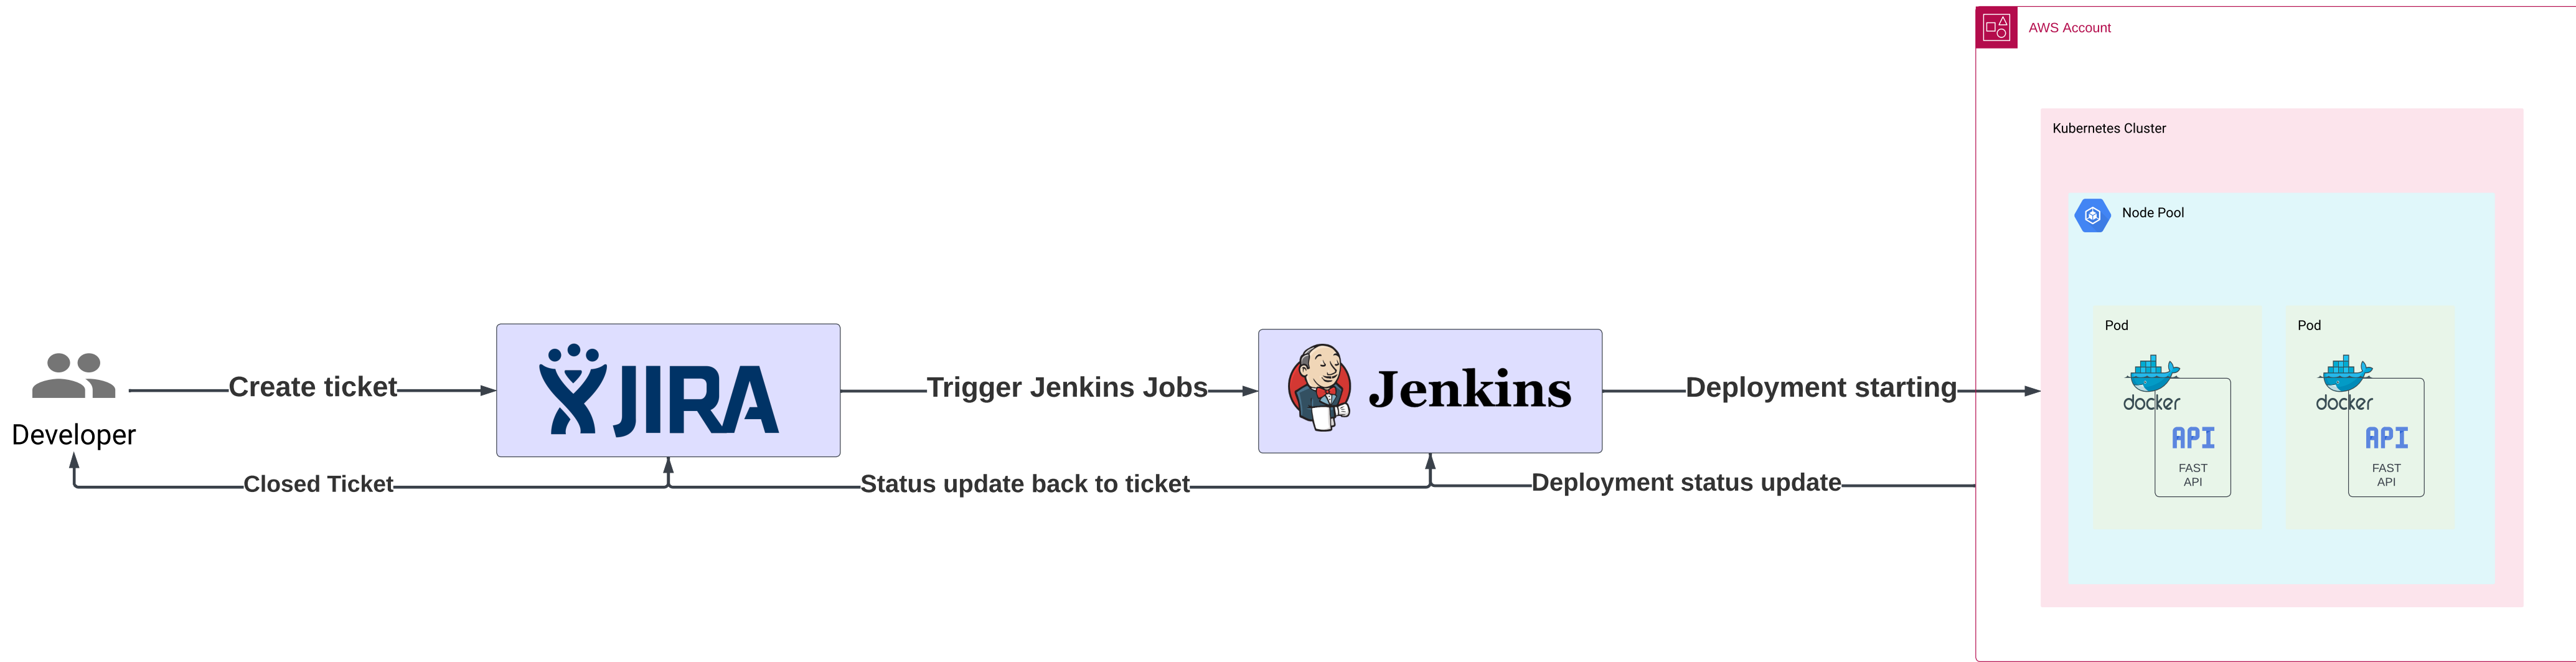 AWS Account
Kubernetes Cluster
Node Pool
Pod
Pod
docker
docker
API
API
FAST
API
FAST
API
Developer
Create ticket
JIRA
Trigger Jenkins Jobs
Jenkins
Deployment starting
Closed Ticket
Status update back to ticket
Deployment status update